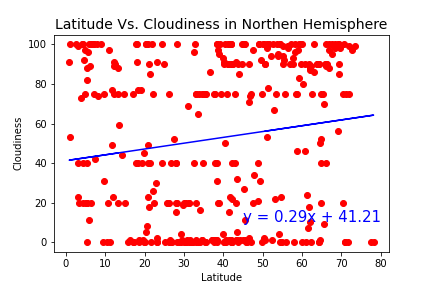 Latitude Vs. Cloudiness in Northen Hemisphere
100
80
60
40
20
0
Cloudiness
y = 0.29x + 41.21
0 10 20 30 40 50 60 70 80
Latitude